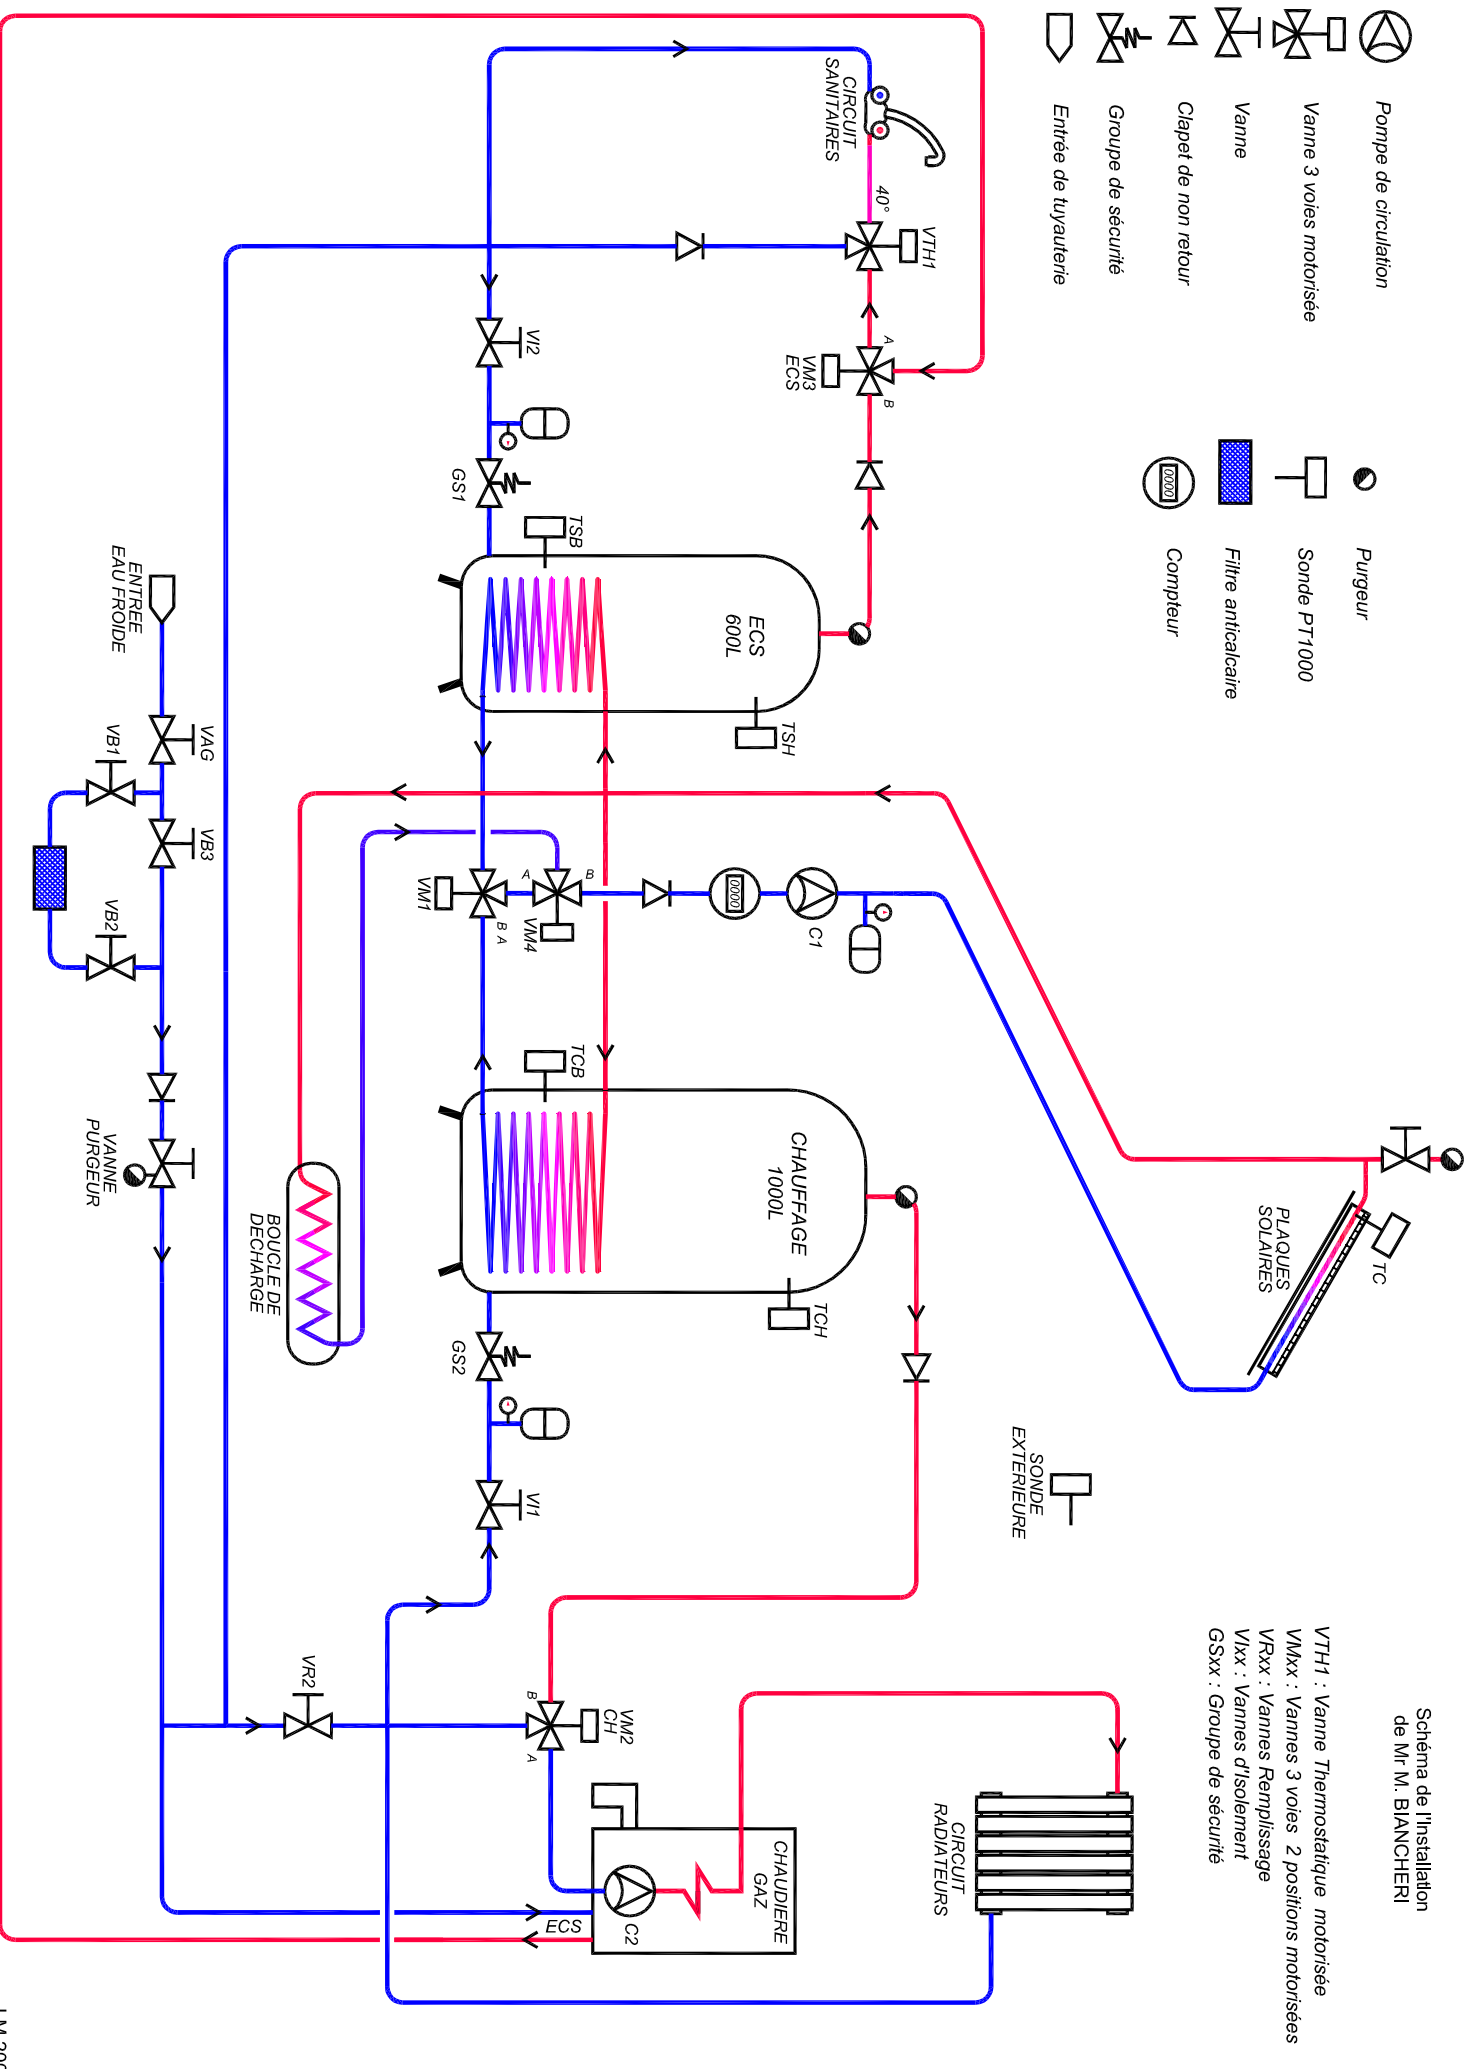 Schéma de l'Installation
de Mr M. BIANCHERI
VTH1 : Vanne Thermostatique motorisée
VMxx : Vannes 3 voies 2 positions motorisées
VRxx : Vannes Remplissage
VIxx : Vannes d'Isolement
GSxx : Groupe de sécurité
Pompe de circulation
Vanne 3 voies motorisée
Vanne
Clapet de non retour
Groupe de sécurité
Entrée de tuyauterie
Purgeur
Sonde PT1000
Filtre anticalcaire
0000
Compteur
TC
PLAQUES
SOLAIRES
SONDE
EXTERIEURE
CIRCUIT
RADIATEURS
CIRCUIT
SANITAIRES
40°
VTH1
A
VM3
ECS
B
C1
0000
ECS
600L
TSH
CHAUFFAGE
1000L
TCH
CHAUDIERE
GAZ
C2
ECS
VM2
CH
B
A
TSB
TCB
B
A
VM4
VM1
B A
VI2
GS1
GS2
VI1
VR2
BOUCLE DE
DECHARGE
ENTREE
EAU FROIDE
VAG
VB3
VB1
VB2
VANNE
PURGEUR